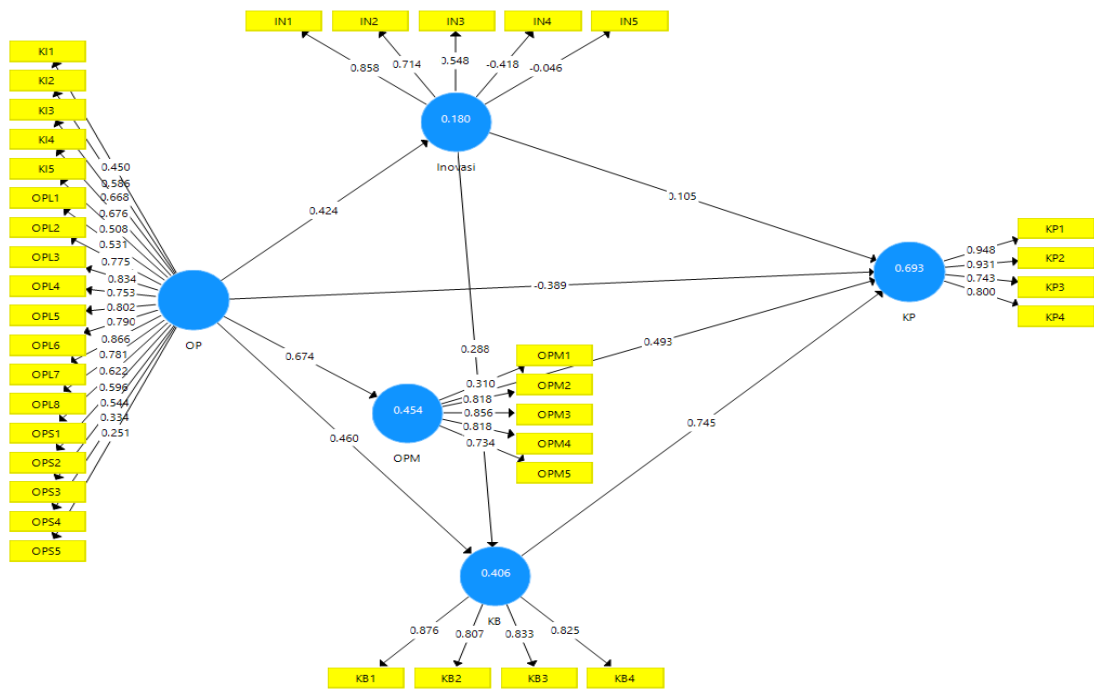 IN1 IN2 IN3 IN4 IN5
0.858 0.714 0.548 -0.418 -0.046
0.180
Inovasi
KI1
KI2
KI3
KI4
KI5
OPL1
OPL2
OPL3
OPL4
OPL5
OPL6
OPL7
OPL8
OPS1
OPS2
OPS3
OPS4
OPS5
0.450
0.586
0.668
0.676
0.508
0.531
0.775
0.834
0.753
0.802
0.790
0.866
0.781
0.622
0.596
0.544
0.334
0.251
OP
0.424
0.105
-0.389
0.674
0.288
0.493
0.460
0.745
0.454
OPM
0.310
0.818
0.856
0.818
0.734
OPM1
OPM2
OPM3
OPM4
OPM5
0.693
KP
0.948
0.931
0.743
0.800
KP1
KP2
KP3
KP4
0.406
KB
0.876 0.807 0.833 0.825
KB1 KB2 KB3 KB4